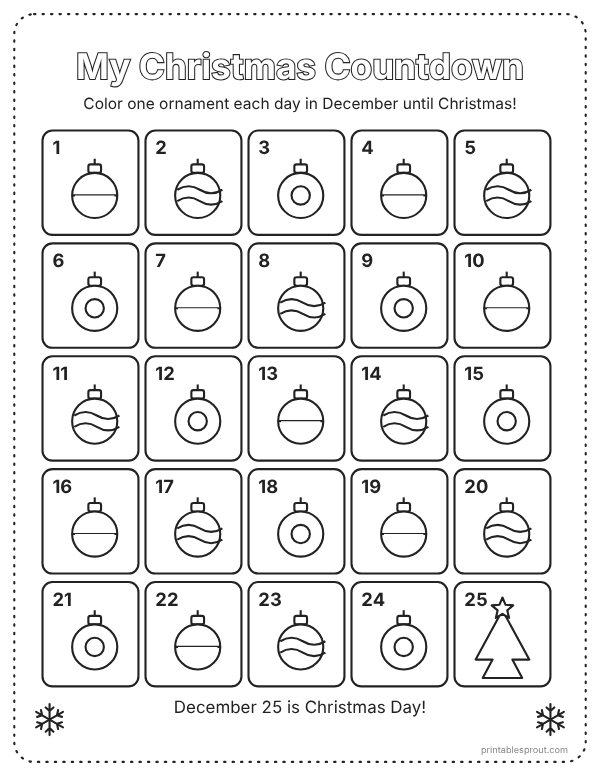 My Christmas Countdown
Color one ornament each day in December until Christmas!
1 2 3 4 5
6 7 8 9 10
11 12 13 14 15
16 17 18 19 20
21 22 23 24 25
December 25 is Christmas Day!
printablesprout.com